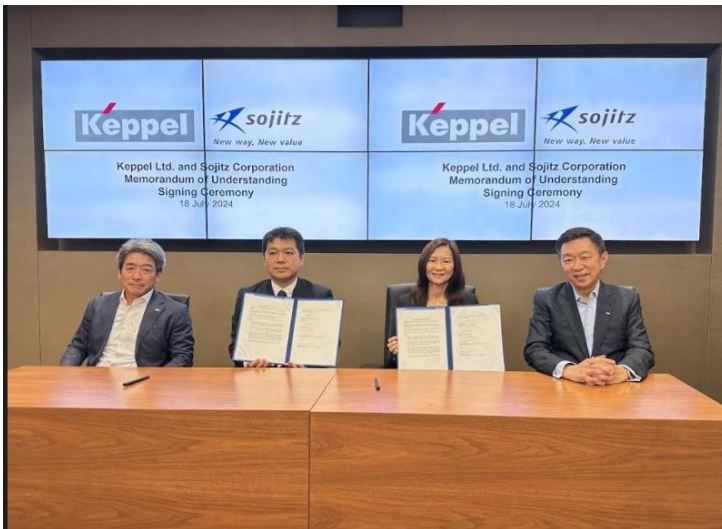 Keppel
sojitz
New way, New value
Keppel Ltd. and Sojitz Corporation
Memorandum of Understanding
Signing Ceremony
18 July 2024
Keppel
sojitz
New way, New value
Keppel Ltd. and Sojitz Corporation
Memorandum of Understanding
Signing Ceremony
18 July 2024